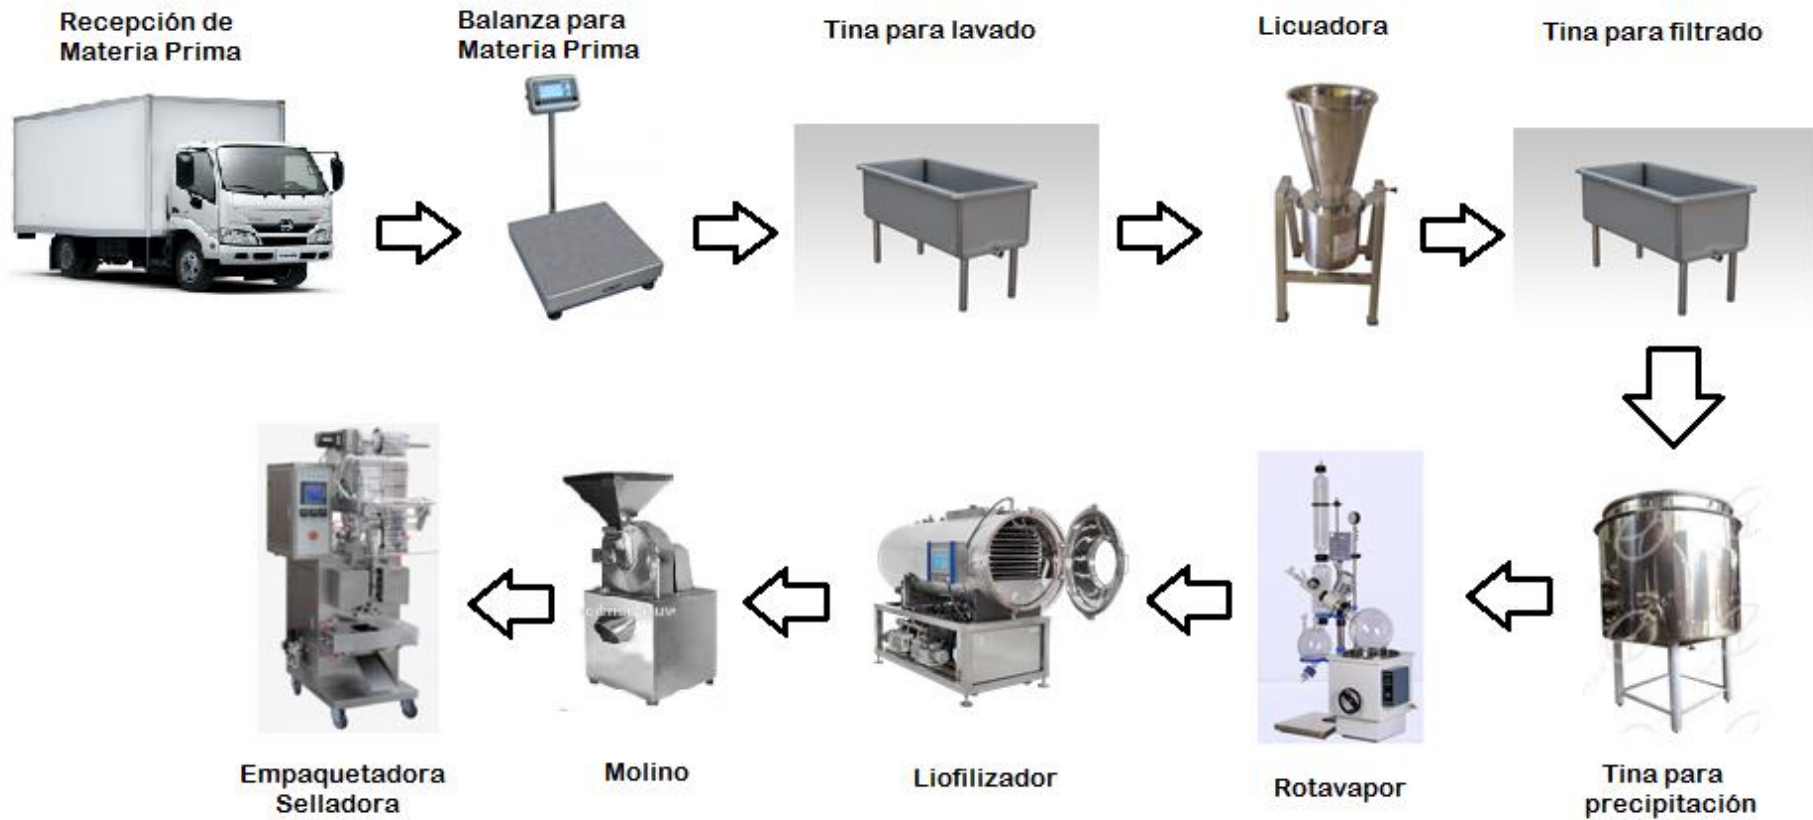 Recepción de
Materia Prima
Balanza para
Materia Prima
Tina para lavado
Licuadora
Tina para filtrado
Empaquetadora
Selladora
Molino
Liofilizador
Rotavapor
Tina para
precipitación